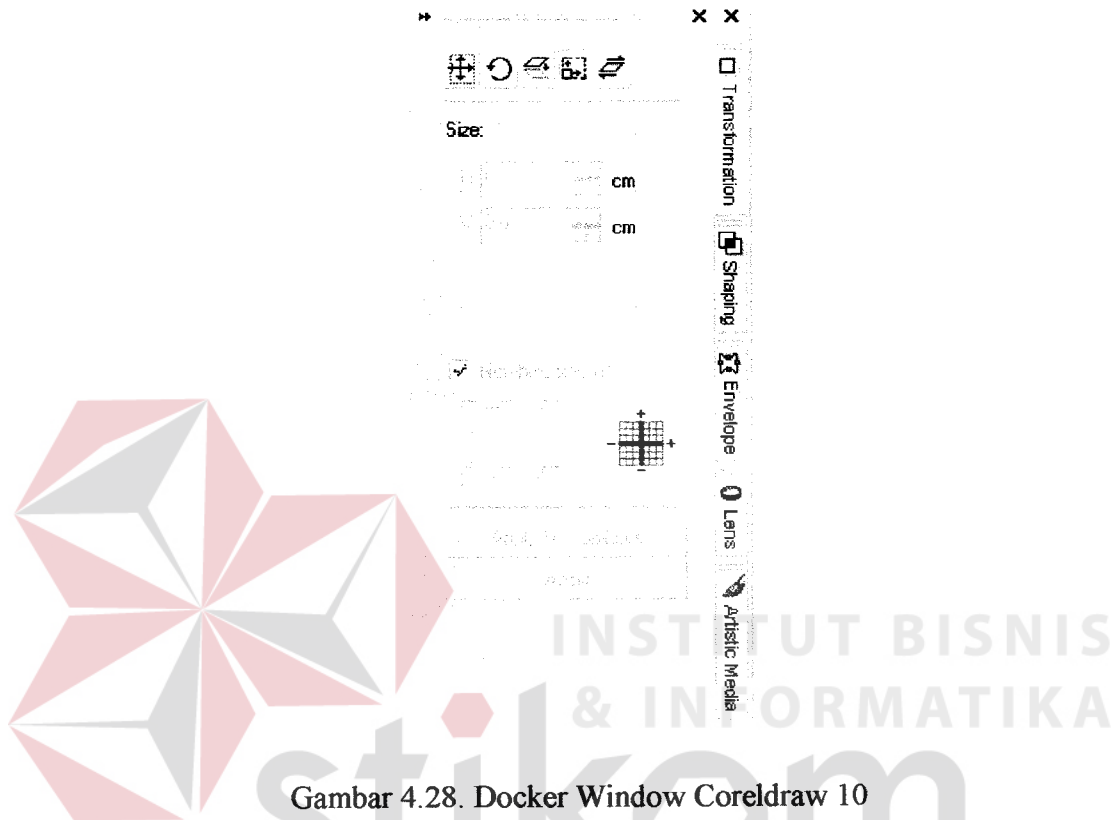 Size:
cm
cm
Transformation
Shaping
Envelope
Lens
Artistic Media
INSTITUT BISNIS
& INFORMATIKA
stikom
Gambar 4.28. Docker Window Coreldraw 10